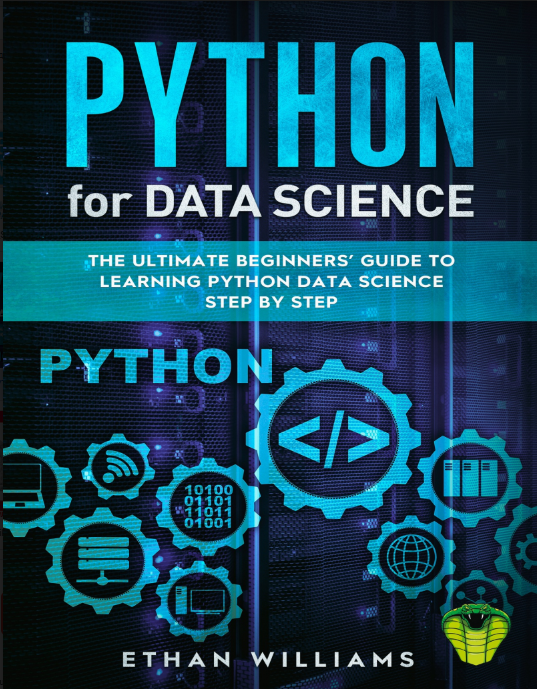 PYTHON
for DATA SCIENCE
THE ULTIMATE BEGINNERS' GUIDE TO
LEARNING PYTHON DATA SCIENCE
STEP BY STEP
PYTHON
</>
10100
01101
11011
01001
ETHAN WILLIAMS